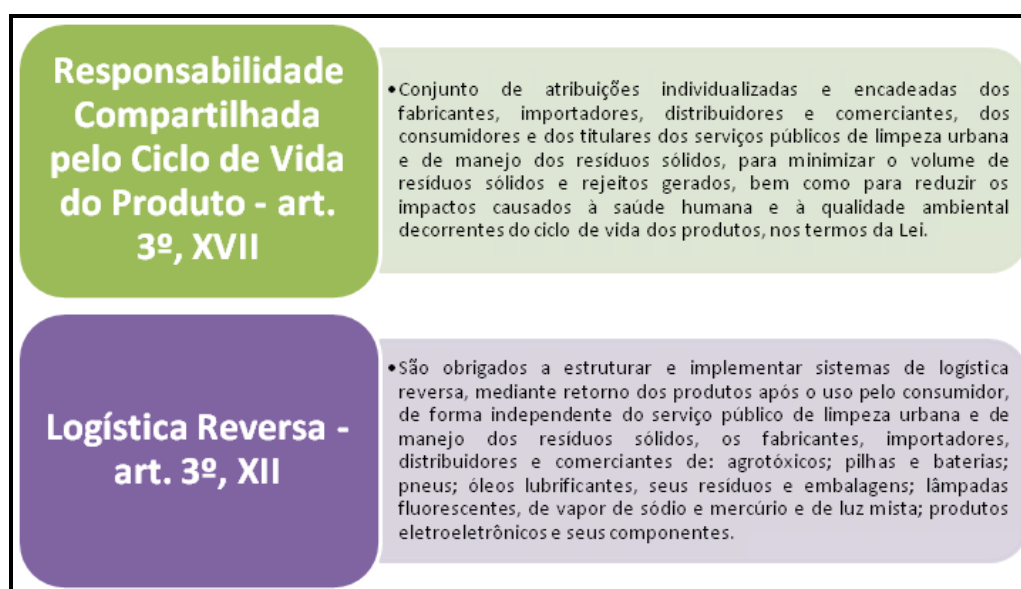 Responsabilidade
Compartilhada
pelo Ciclo de Vida
do Produto - art.
3º, XVII
•Conjunto de atribuições individualizadas e encadeadas dos
fabricantes, importadores, distribuidores e comerciantes, dos
consumidores e dos titulares dos serviços públicos de limpeza urbana
e de manejo dos resíduos sólidos, para minimizar o volume de
resíduos sólidos e rejeitos gerados, bem como para reduzir os
impactos causados à saúde humana e à qualidade ambiental
decorrentes do ciclo de vida dos produtos, nos termos da Lei.
Logística Reversa -
art. 3º, XII
•São obrigados a estruturar e implementar sistemas de logística
reversa, mediante retorno dos produtos após o uso pelo consumidor,
de forma independente do serviço público de limpeza urbana e de
manejo dos resíduos sólidos, os fabricantes, importadores,
distribuidores e comerciantes de: agrotóxicos; pilhas e baterias;
pneus; óleos lubrificantes, seus resíduos e embalagens; lâmpadas
fluorescentes, de vapor de sódio e mercúrio e de luz mista; produtos
eletroeletrônicos e seus componentes.